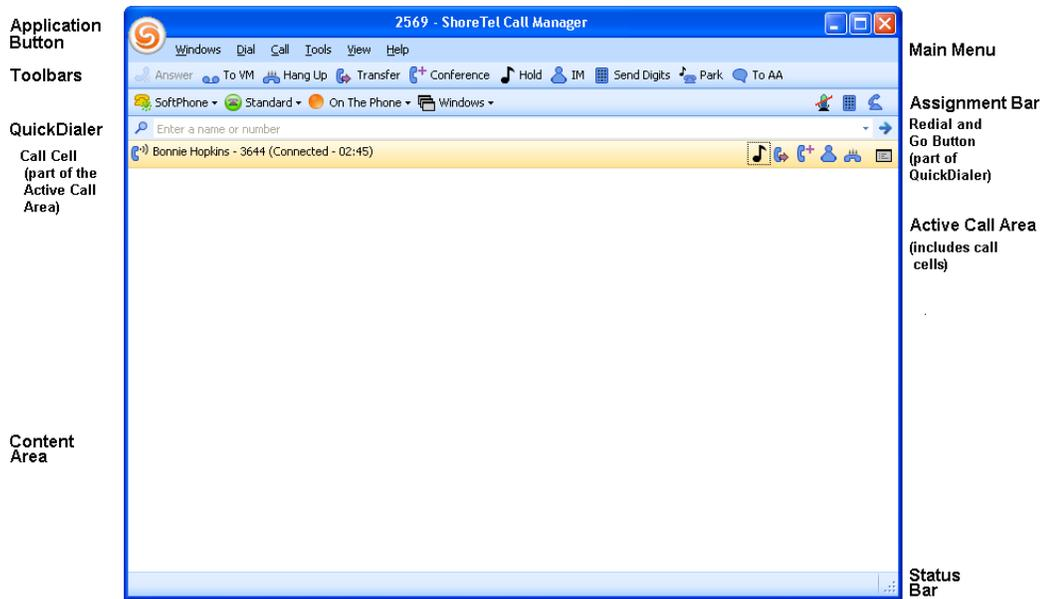 Application
Button
Toolbars
QuickDialer
Call Cell
(part of the
Active Call
Area)
Content
Area
2569 - ShoreTel Call Manager
Windows Dial Call Tools View Help
Answer To VM Hang Up Transfer Conference Hold IM Send Digits Park To AA
SoftPhone Standard On The Phone Windows
Enter a name or number
Bonnie Hopkins - 3644 (Connected - 02:45)
Main Menu
Assignment Bar
Redial and
Go Button
(part of
QuickDialer)
Active Call Area
(includes call
cells)
Status
Bar